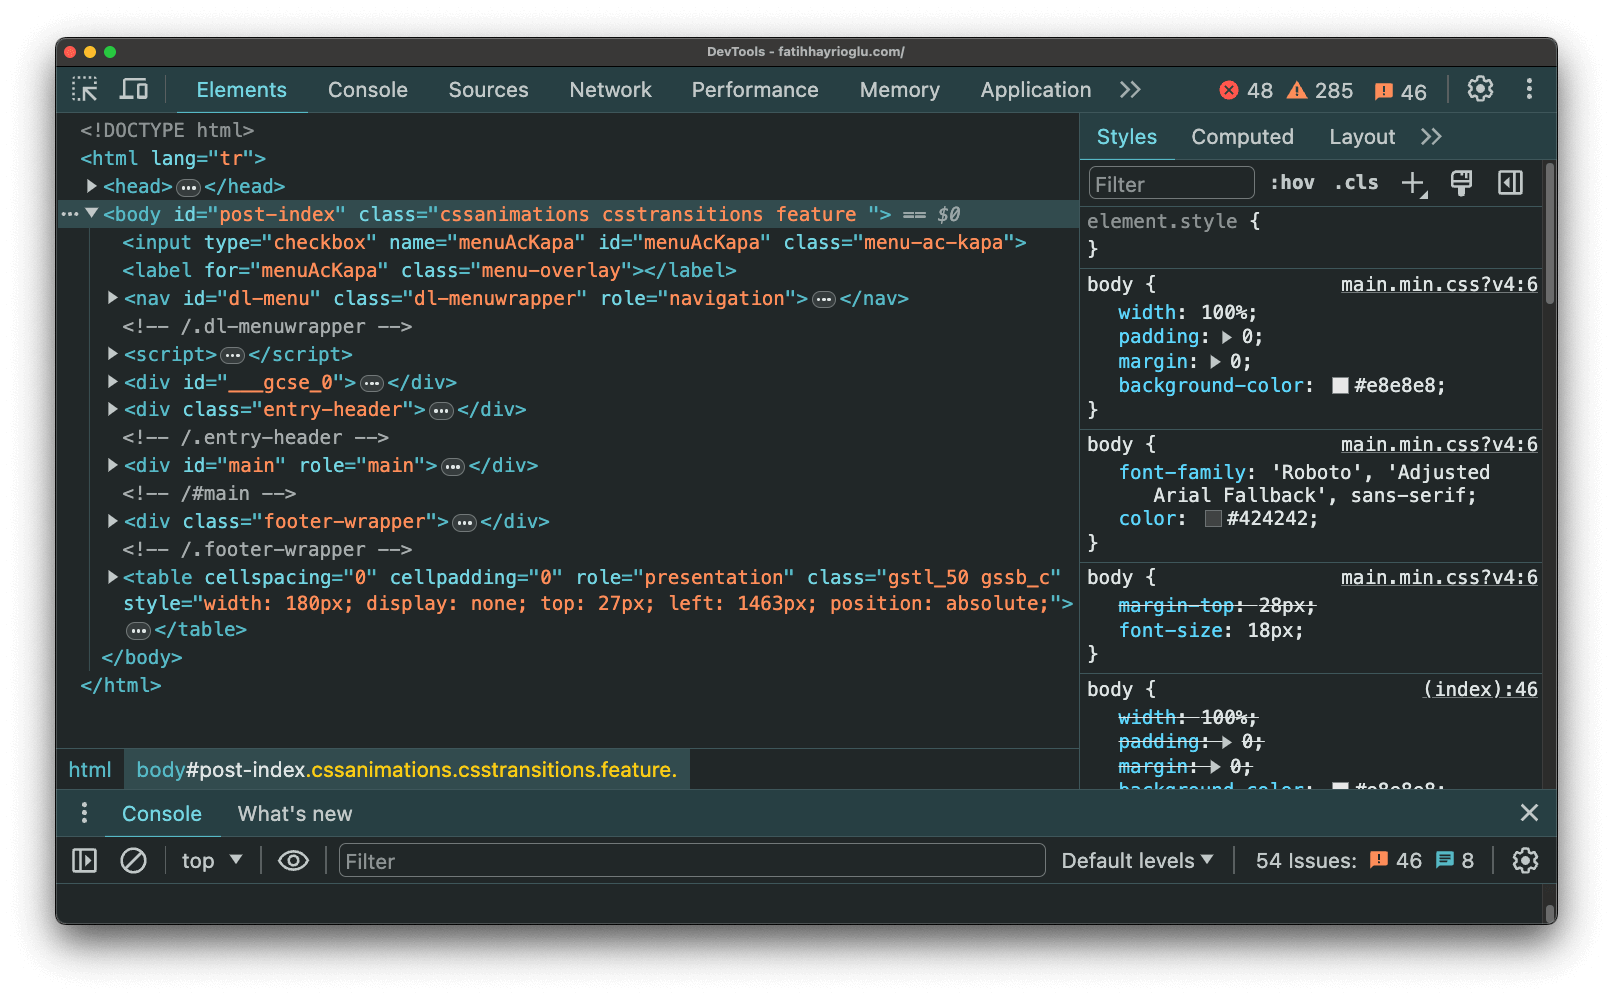 DevTools - fatihhayrioglu.com/
Elements Console Sources Network Performance Memory Application 48 285 46
<!DOCTYPE html>
<html lang="tr">
<head>…</head>
… <body id="post-index" class="cssanimations csstransitions feature "> == $0
<input type="checkbox" name="menuAcKapa" id="menuAcKapa" class="menu-ac-kapa">
<label for="menuAcKapa" class="menu-overlay"></label>
<nav id="dl-menu" class="dl-menuwrapper" role="navigation">…</nav>
<!-- /.dl-menuwrapper -->
<script>…</script>
<div id="___gcse_0">…</div>
<div class="entry-header">…</div>
<!-- /.entry-header -->
<div id="main" role="main">…</div>
<!-- /#main -->
<div class="footer-wrapper">…</div>
<!-- /.footer-wrapper -->
<table cellspacing="0" cellpadding="0" role="presentation" class="gstl_50 gssb_c"
style="width: 180px; display: none; top: 27px; left: 1463px; position: absolute;">
…</table>
</body>
</html>
html body#post-index.cssanimations.csstransitions.feature.
Styles Computed Layout
Filter :hov .cls
element.style {
}
body { main.min.css?v4:6
width: 100%;
padding: 0;
margin: 0;
background-color: #e8e8e8;
}
body { main.min.css?v4:6
font-family: 'Roboto', 'Adjusted
Arial Fallback', sans-serif;
color: #424242;
}
body { main.min.css?v4:6
margin-top: 28px;
font-size: 18px;
}
body { (index):46
width: 100%;
padding: 0;
margin: 0;
background-color: #e8e8e8;
Console What's new
top Filter Default levels 54 Issues: 46 8